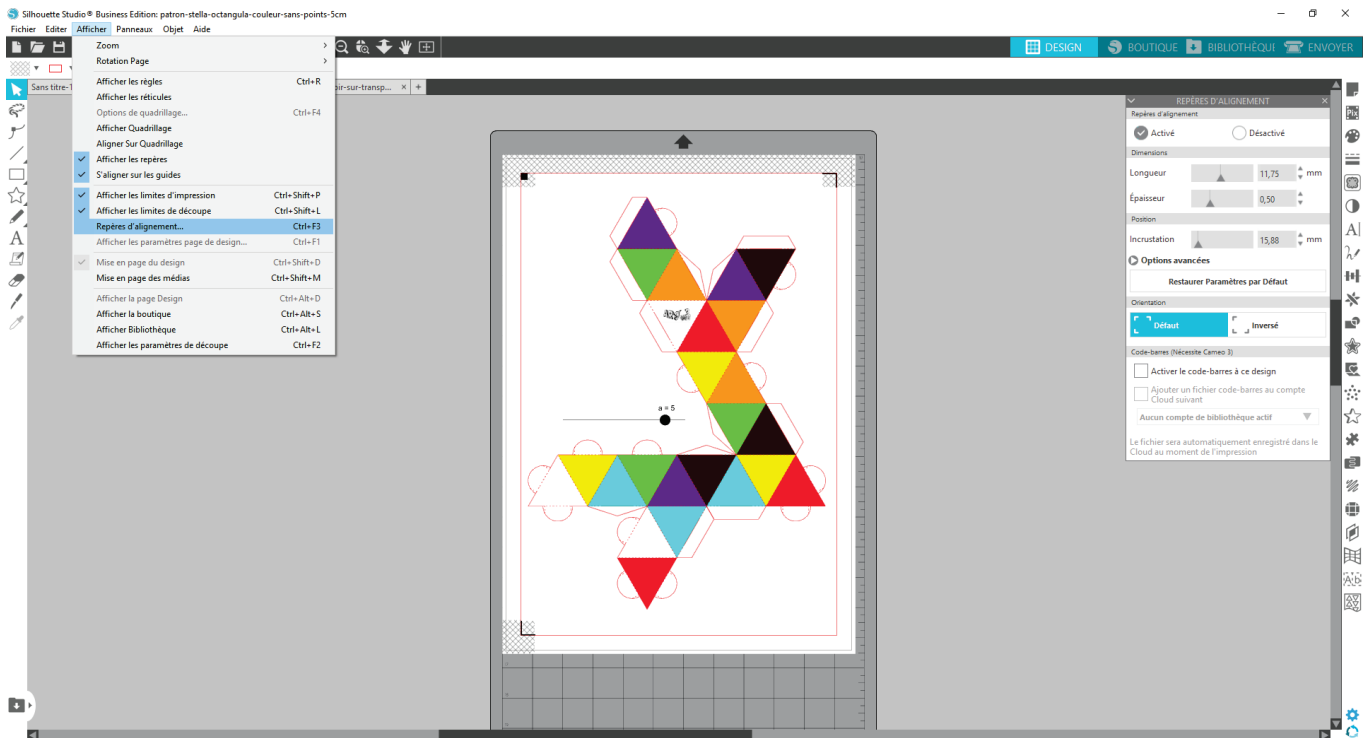 Silhouette Studio® Business Edition: patron-stella-octangula-couleur-sans-points-5cm
Fichier Editer Afficher Panneaux Objet Aide
DESIGN BOUTIQUE BIBLIOTHÈQUI ENVOYER
Sans titre-1
oir-sur-transp... × +
Zoom
Rotation Page
Afficher les règles Ctrl+R
Afficher les réticules
Options de quadrillage... Ctrl+F4
Afficher Quadrillage
Aligner Sur Quadrillage
Afficher les repères
S'aligner sur les guides
Afficher les limites d'impression Ctrl+Shift+P
Afficher les limites de découpe Ctrl+Shift+L
Repères d'alignement... Ctrl+F3
Afficher les paramètres page de design... Ctrl+F1
Mise en page du design Ctrl+Shift+D
Mise en page des médias Ctrl+Shift+M
Afficher la page Design Ctrl+Alt+D
Afficher la boutique Ctrl+Alt+S
Afficher Bibliothèque Ctrl+Alt+L
Afficher les paramètres de découpe Ctrl+F2
a = 5
REPÈRES D'ALIGNEMENT
Repères d'alignement
Activé Désactivé
Dimensions
Longueur 11,75 mm
Épaisseur 0,50 mm
Position
Incrustation 15,88 mm
Options avancées
Restaurer Paramètres par Défaut
Orientation
Défaut Inversé
Code-barres (Nécessite Cameo 3)
Activer le code-barres à ce design
Ajouter un fichier code-barres au compte
Cloud suivant
Aucun compte de bibliothèque actif
Le fichier sera automatiquement enregistré dans le
Cloud au moment de l'impression
Pix
A
A
A·b